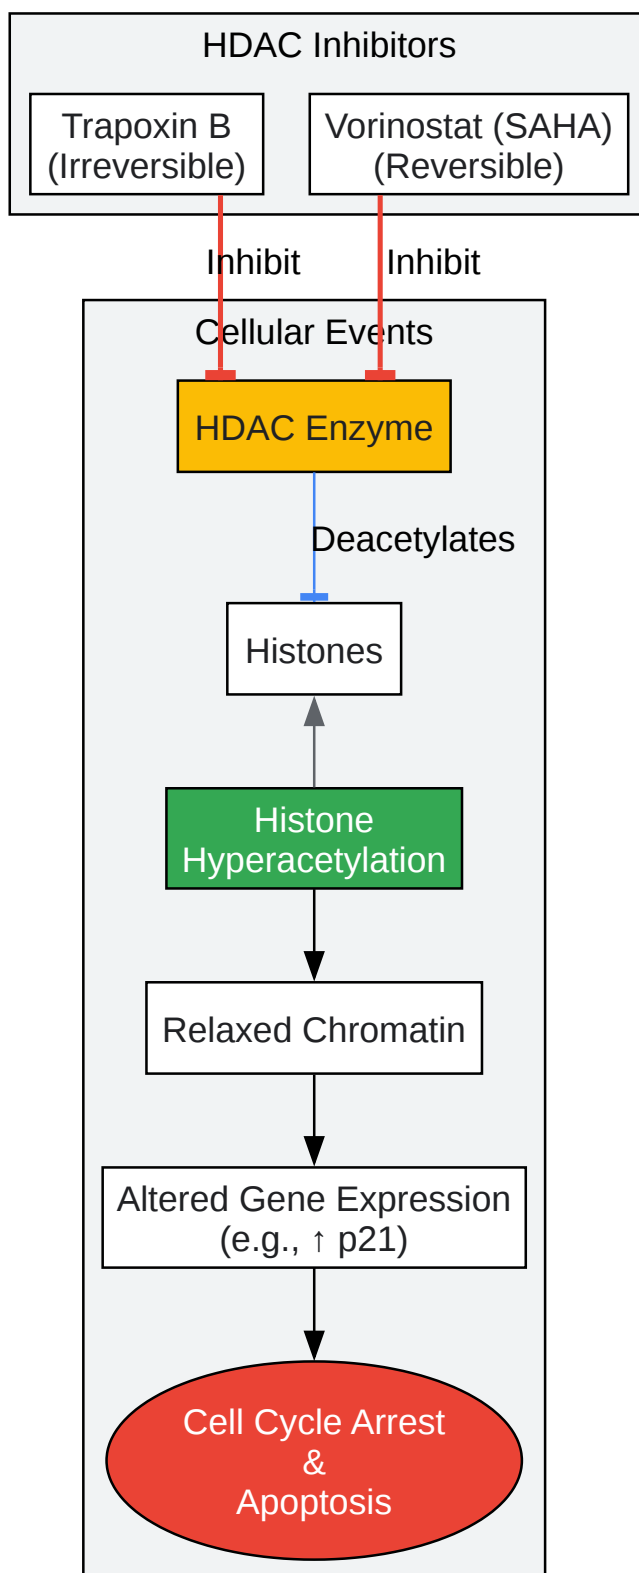 HDAC Inhibitors
Trapoxin B
(Irreversible)
Vorinostat (SAHA)
(Reversible)
Inhibit
Inhibit
Cellular Events
HDAC Enzyme
Deacetylates
Histones
Histone
Hyperacetylation
Relaxed Chromatin
Altered Gene Expression
(e.g., ↑ p21)
Cell Cycle Arrest
&
Apoptosis